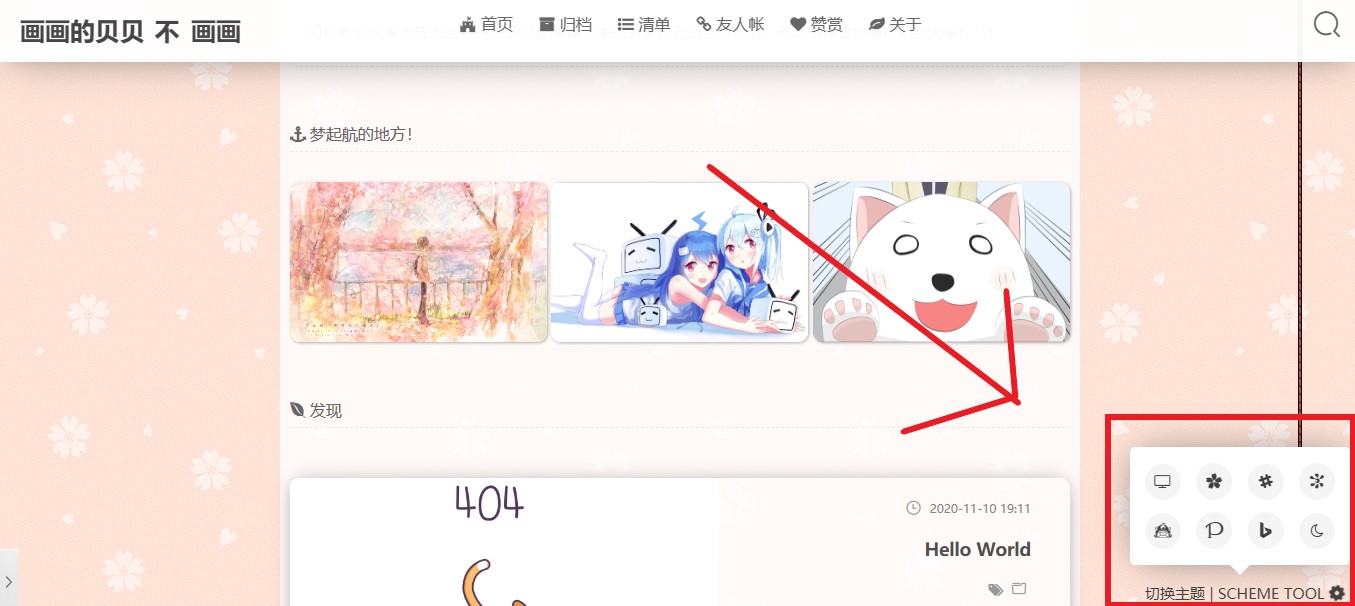 画画的贝贝 不 画画
首页 归档 清单 友人帐 赞赏 关于
梦起航的地方!
发现
404
2020-11-10 19:11
Hello World
切换主题 | SCHEME TOOL